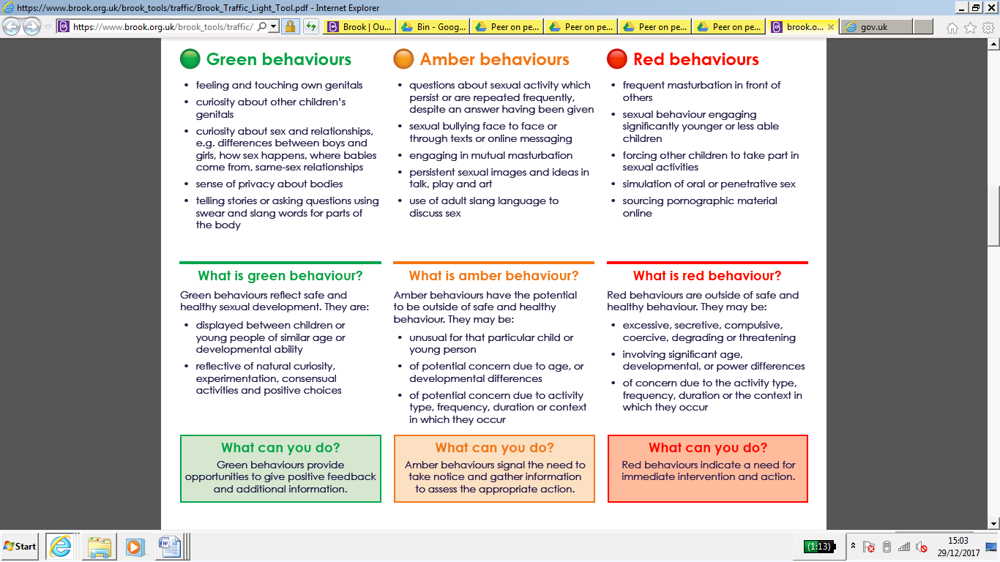 https://www.brook.org.uk/brook_tools/traffic/Brook_Traffic_Light_Tool.pdf - Internet Explorer
https://www.brook.org.uk/brook_tools/traffic/
Brook | Ou...
Bin - Goog...
Peer on pe...
Peer on pe...
Peer on pe...
Peer on pe...
brook.o...
gov.uk
Green behaviours
• feeling and touching own genitals
• curiosity about other children's
genitals
• curiosity about sex and relationships,
e.g. differences between boys and
girls, how sex happens, where babies
come from, same-sex relationships
• sense of privacy about bodies
• telling stories or asking questions using
swear and slang words for parts of
the body
Amber behaviours
• questions about sexual activity which
persist or are repeated frequently,
despite an answer having been given
• sexual bullying face to face or
through texts or online messaging
• engaging in mutual masturbation
• persistent sexual images and ideas in
talk, play and art
• use of adult slang language to
discuss sex
Red behaviours
• frequent masturbation in front of
others
• sexual behaviour engaging
significantly younger or less able
children
• forcing other children to take part in
sexual activities
• simulation of oral or penetrative sex
• sourcing pornographic material
online
What is green behaviour?
Green behaviours reflect safe and
healthy sexual development. They are:
• displayed between children or
young people of similar age or
developmental ability
• reflective of natural curiosity,
experimentation, consensual
activities and positive choices
What is amber behaviour?
Amber behaviours have the potential
to be outside of safe and healthy
behaviour. They may be:
• unusual for that particular child or
young person
• of potential concern due to age, or
developmental differences
• of potential concern due to activity
type, frequency, duration or context
in which they occur
What is red behaviour?
Red behaviours are outside of safe and
healthy behaviour. They may be:
• excessive, secretive, compulsive,
coercive, degrading or threatening
• involving significant age,
developmental, or power differences
• of concern due to the activity type,
frequency, duration or the context in
which they occur
What can you do?
Green behaviours provide
opportunities to give positive feedback
and additional information.
What can you do?
Amber behaviours signal the need to
take notice and gather information
to assess the appropriate action.
What can you do?
Red behaviours indicate a need for
immediate intervention and action.
Start
(1:13)
15:03
29/12/2017